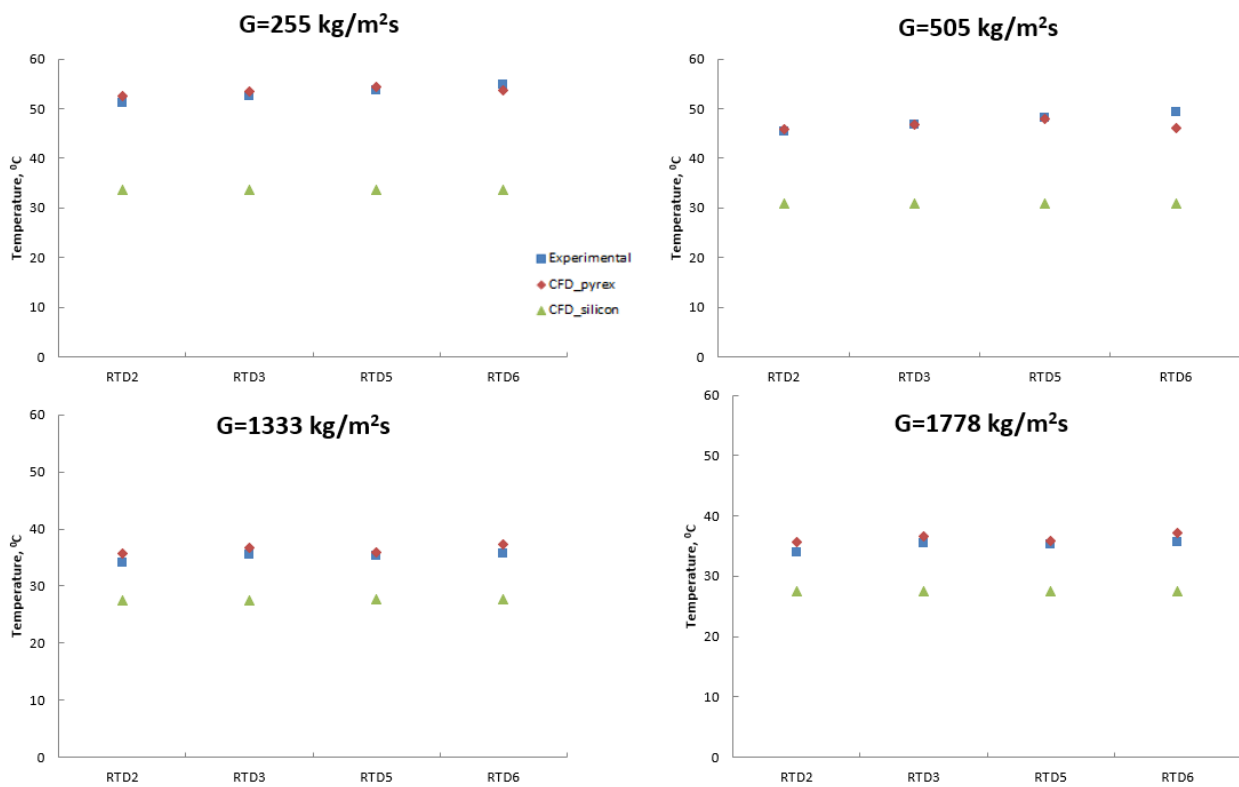 G=255 kg/m²s
60
50
40
30
20
10
0
Temperature, ⁰C
RTD2 RTD3 RTD5 RTD6
Experimental
CFD_pyrex
CFD_silicon
G=505 kg/m²s
60
50
40
30
20
10
0
Temperature, ⁰C
RTD2 RTD3 RTD5 RTD6
G=1333 kg/m²s
60
50
40
30
20
10
0
Temperature, ⁰C
RTD2 RTD3 RTD5 RTD6
G=1778 kg/m²s
60
50
40
30
20
10
0
Temperature, ⁰C
RTD2 RTD3 RTD5 RTD6